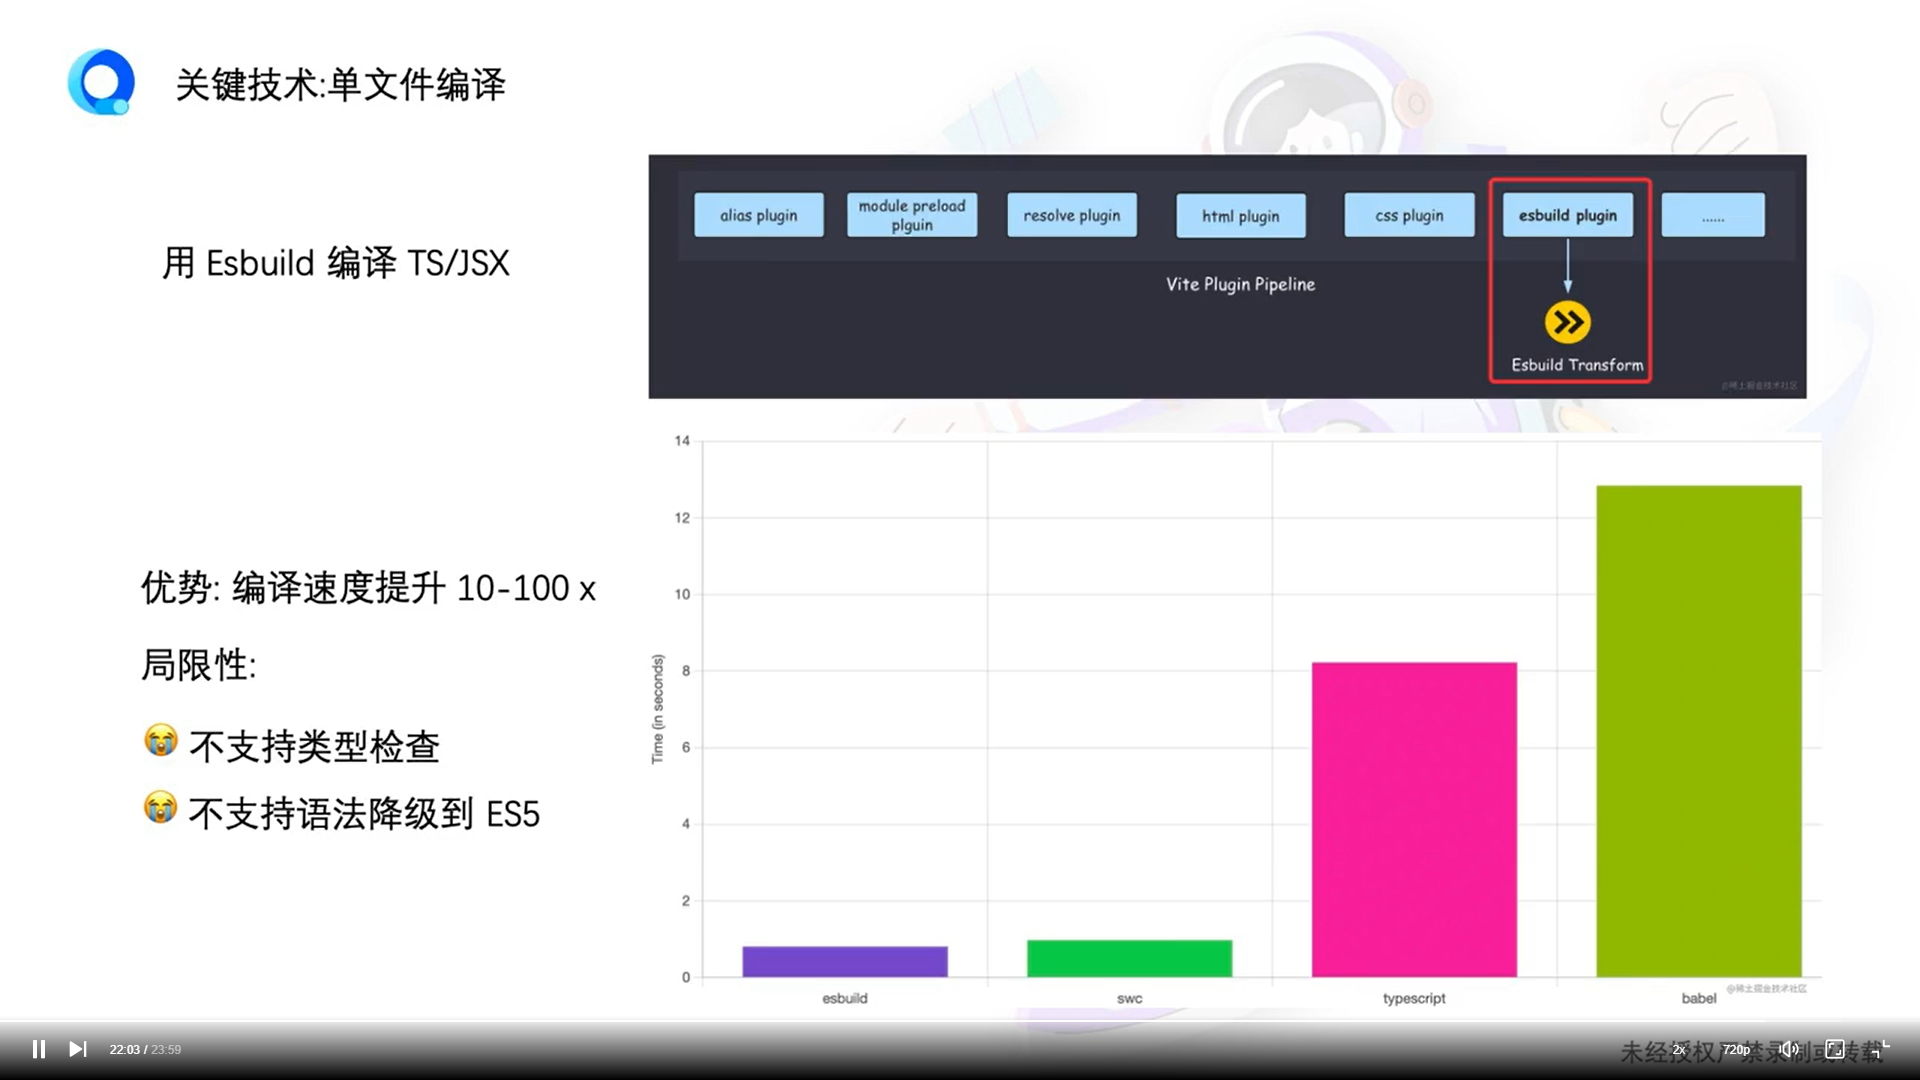 关键技术:单文件编译
用 Esbuild 编译 TS/JSX
alias plugin
module preload
plguin
resolve plugin
html plugin
css plugin
esbuild plugin
......
Vite Plugin Pipeline
Esbuild Transform
@稀土掘金技术社区
优势: 编译速度提升 10-100 x
局限性:
😭 不支持类型检查
😭 不支持语法降级到 ES5
Time (in seconds)
14
12
10
8
6
4
2
0
esbuild
swc
typescript
babel
@稀土掘金技术社区
22:03 / 23:59
未经授权严禁录制或转载
2x
720p